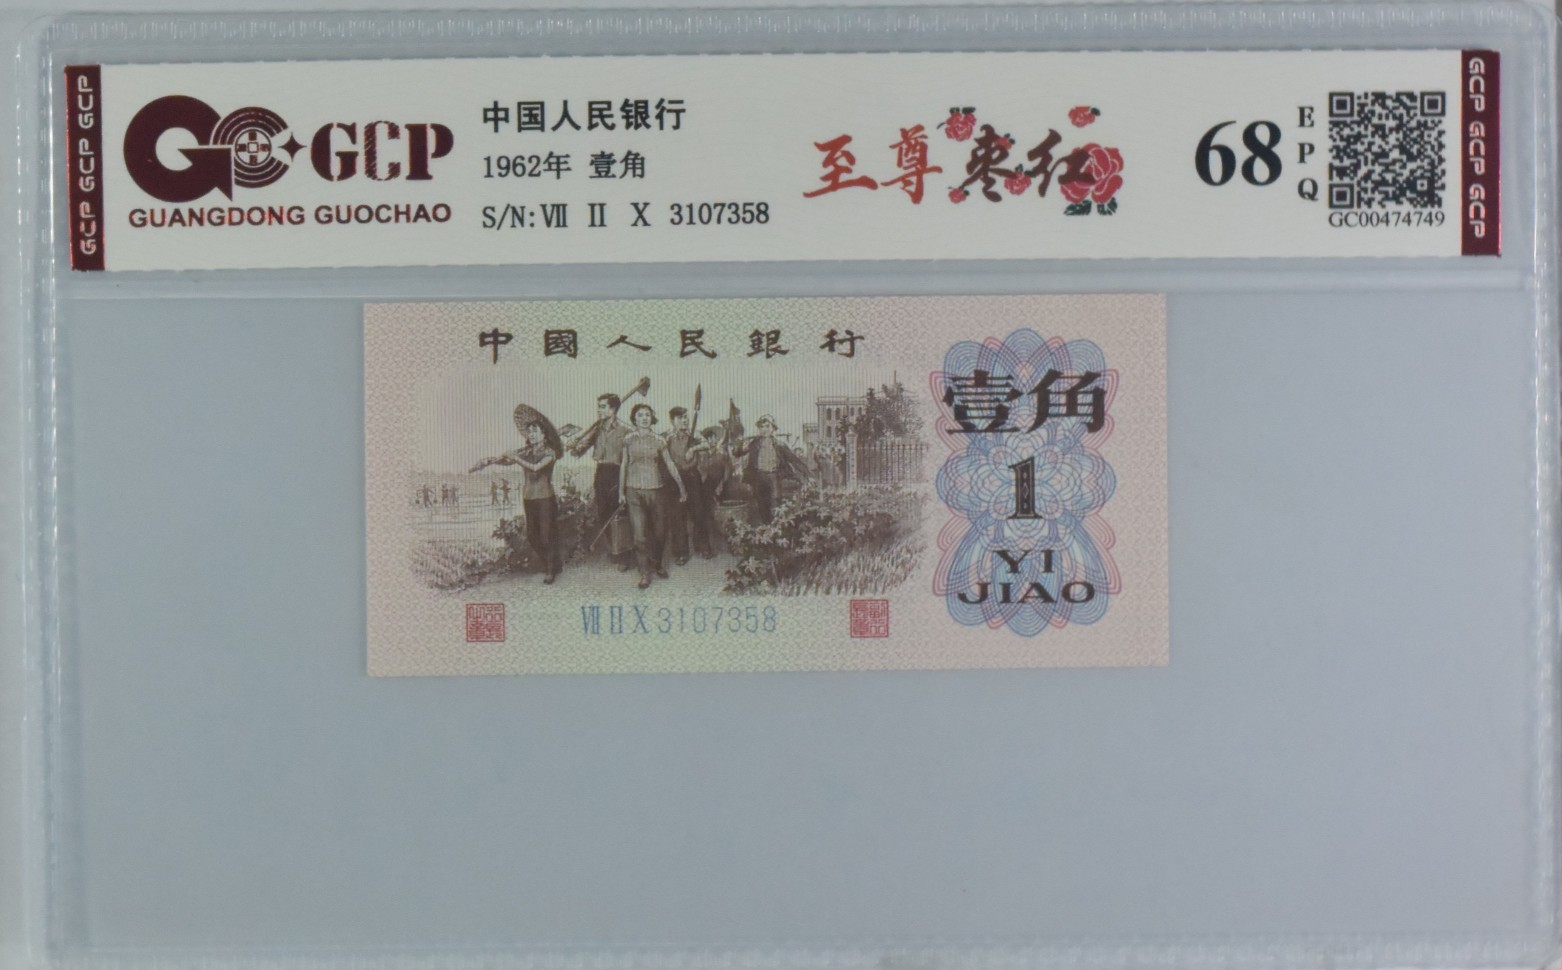 GCP GCP GCP
GCP
GUANGDONG GUOCHAO
中国人民银行
1962年 壹角
S/N:Ⅷ Ⅱ X 3107358
至尊枣红
68
EPQ
GC00474749
GCP GCP GCP
中國人民銀行
壹角
1
YI
JIAO
Ⅷ Ⅱ X 3107358